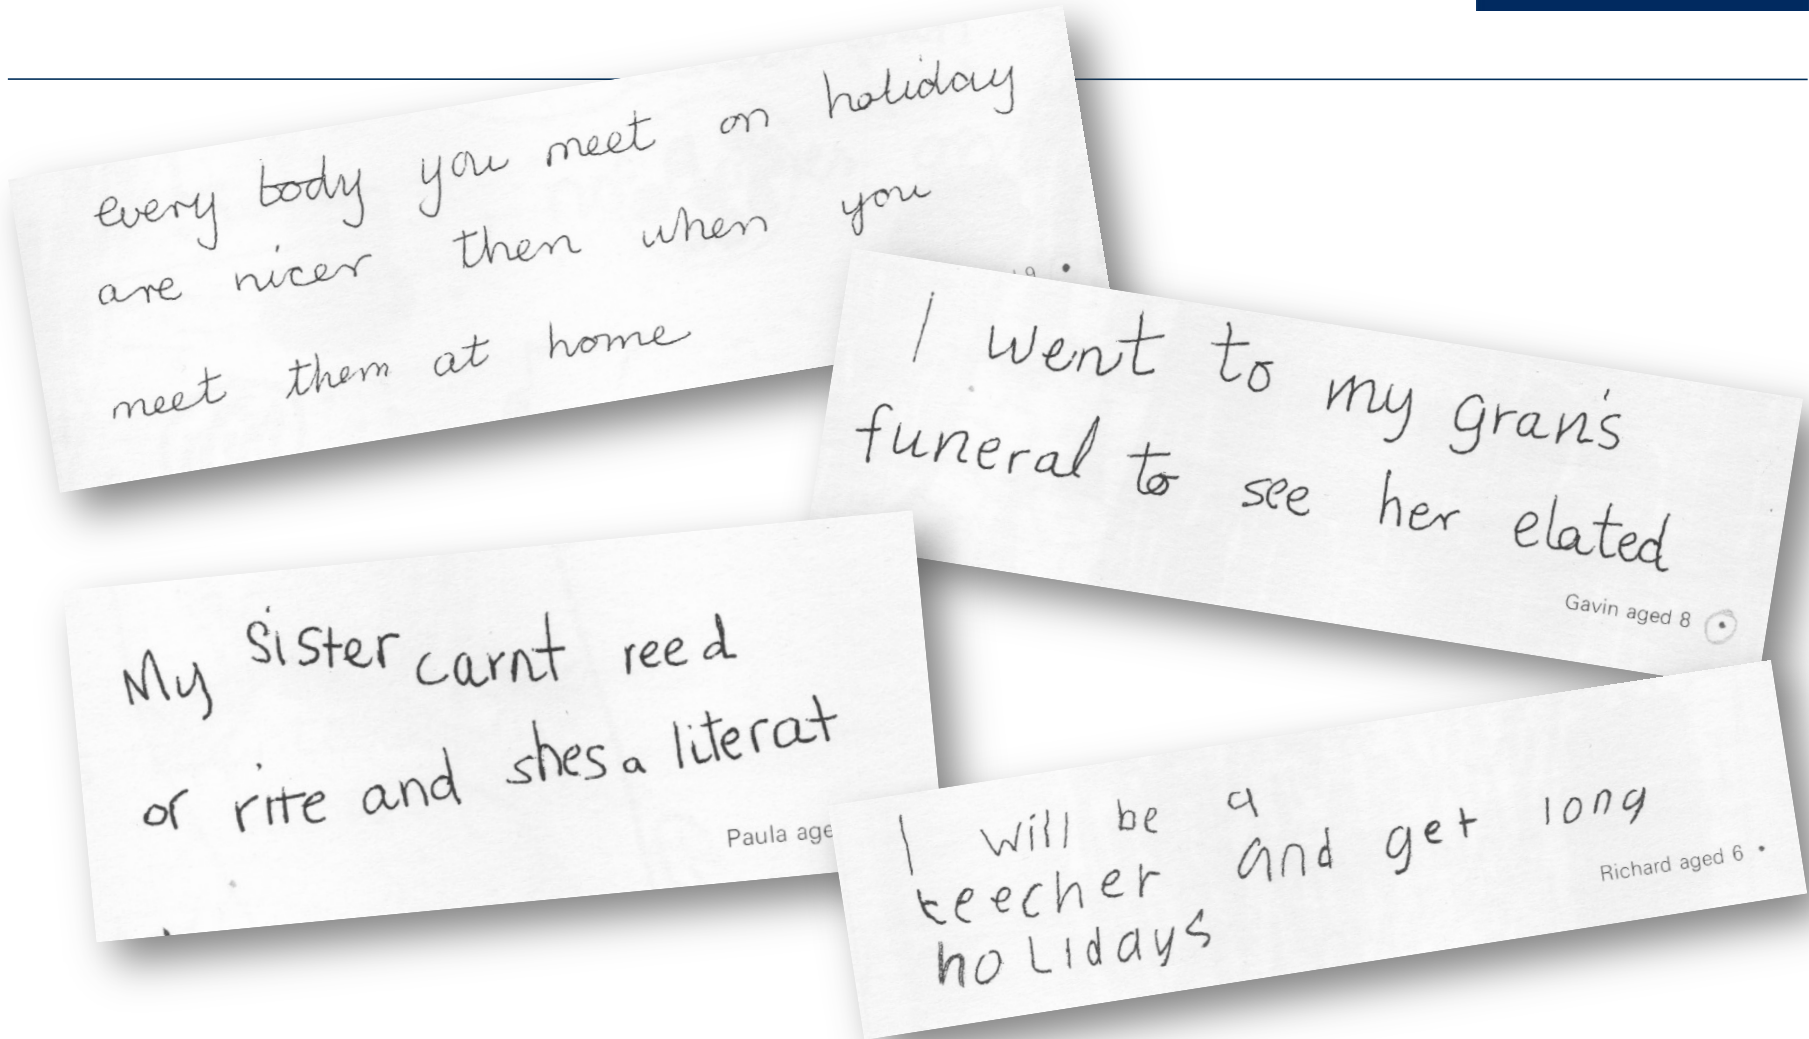 every body you meet on holiday
are nicer then when you
meet them at home
9
I went to my gran's
funeral to see her elated
Gavin aged 8
My sister carnt reed
or rite and shes a literat
Paula age
I will be a
teecher and get long
holidays
Richard aged 6